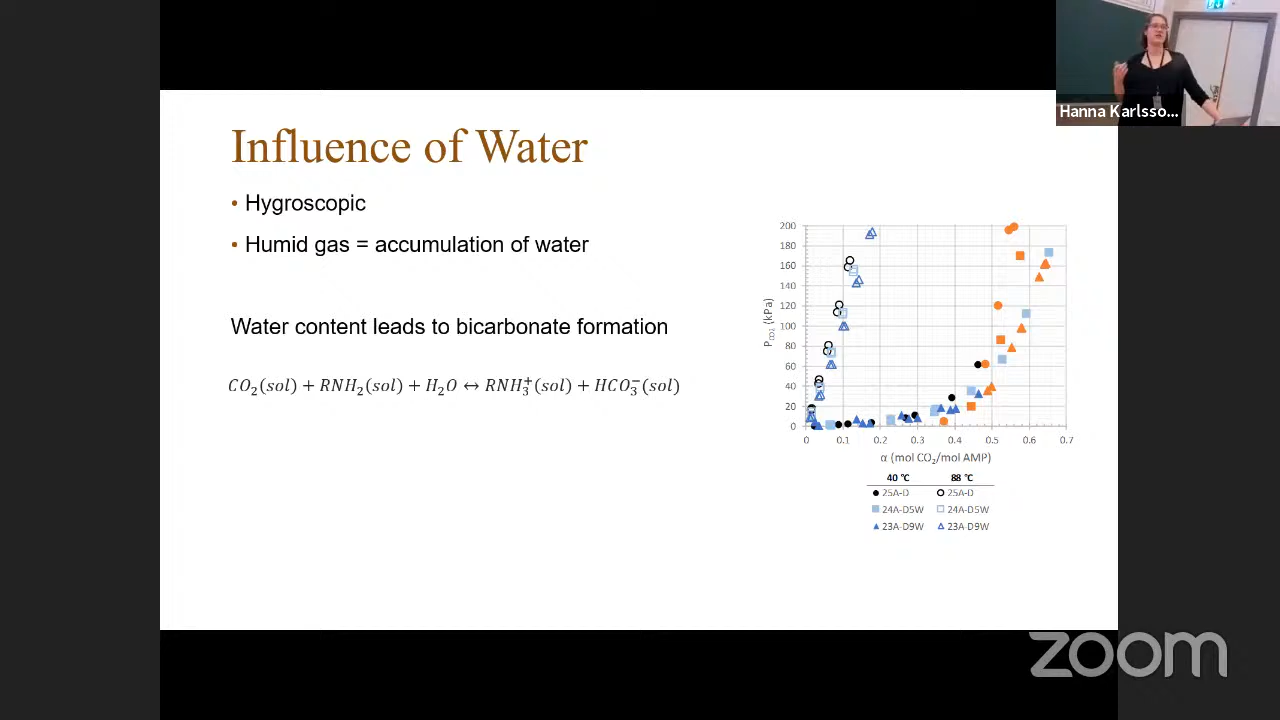 Hanna Karlsso...
Influence of Water
• Hygroscopic
• Humid gas = accumulation of water
Water content leads to bicarbonate formation
CO₂(sol) + RNH₂(sol) + H₂O ↔ RNH₃⁺(sol) + HCO₃⁻(sol)
P_CO2 (kPa)
200
180
160
140
120
100
80
60
40
20
0
0 0.1 0.2 0.3 0.4 0.5 0.6 0.7
α (mol CO₂/mol AMP)
40 °C 88 °C
25A-D 25A-D
24A-D5W 24A-D5W
23A-D9W 23A-D9W
zoom